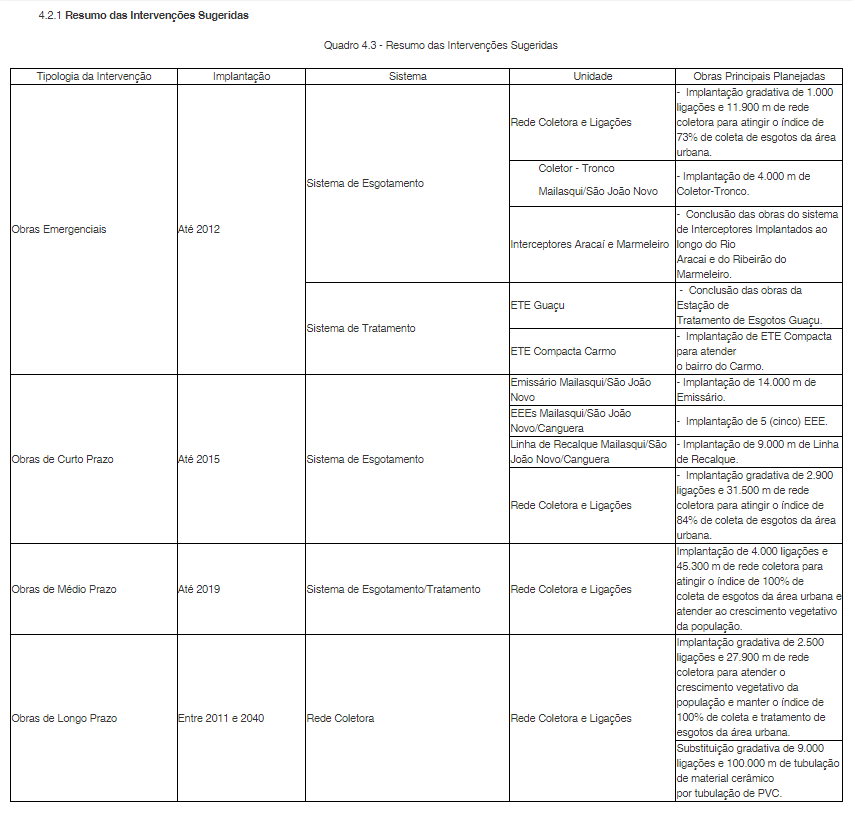 4.2.1 Resumo das Intervenções Sugeridas
Quadro 4.3 - Resumo das Intervenções Sugeridas
Tipologia da Intervenção
Implantação
Sistema
Unidade
Obras Principais Planejadas
Obras Emergenciais
Até 2012
Sistema de Esgotamento
Rede Coletora e Ligações
- Implantação gradativa de 1.000
ligações e 11.900 m de rede
coletora para atingir o índice de
73% de coleta de esgotos da área
urbana.
Coletor - Tronco
Mailasqui/São João Novo
- Implantação de 4.000 m de
Coletor-Tronco.
Interceptores Aracaí e Marmeleiro
- Conclusão das obras do sistema
de Interceptores Implantados ao
longo do Rio
Aracai e do Ribeirão do
Marmeleiro.
Sistema de Tratamento
ETE Guaçu
- Conclusão das obras da
Estação de
Tratamento de Esgotos Guaçu.
ETE Compacta Carmo
- Implantação de ETE Compacta
para atender
o bairro do Carmo.
Obras de Curto Prazo
Até 2015
Sistema de Esgotamento
Emissário Mailasqui/São João
Novo
- Implantação de 14.000 m de
Emissário.
EEEs Mailasqui/São João
Novo/Canguera
- Implantação de 5 (cinco) EEE.
Linha de Recalque Mailasqui/São
João Novo/Canguera
- Implantação de 9.000 m de Linha
de Recalque.
Rede Coletora e Ligações
- Implantação gradativa de 2.900
ligações e 31.500 m de rede
coletora para atingir o índice de
84% de coleta de esgotos da área
urbana.
Obras de Médio Prazo
Até 2019
Sistema de Esgotamento/Tratamento
Rede Coletora e Ligações
Implantação de 4.000 ligações e
45.300 m de rede coletora para
atingir o índice de 100% de
coleta de esgotos da área urbana e
atender ao crescimento vegetativo
da população.
Obras de Longo Prazo
Entre 2011 e 2040
Rede Coletora
Rede Coletora e Ligações
Implantação gradativa de 2.500
ligações e 27.900 m de rede
coletora para atender o
crescimento vegetativo da
população e manter o índice de
100% de coleta e tratamento de
esgotos da área urbana.
Substituição gradativa de 9.000
ligações e 100.000 m de tubulação
de material cerâmico
por tubulação de PVC.